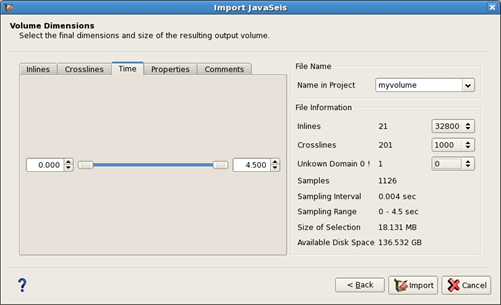 Import JavaSeis
Volume Dimensions
Select the final dimensions and size of the resulting output volume.
Inlines Crosslines Time Properties Comments
0.000 4.500
File Name
Name in Project myvolume
File Information
Inlines 21 32800
Crosslines 201 1000
Unkown Domain 0 ! 1 0
Samples 1126
Sampling Interval 0.004 sec
Sampling Range 0 - 4.5 sec
Size of Selection 18.131 MB
Available Disk Space 136.532 GB
? < Back Import Cancel